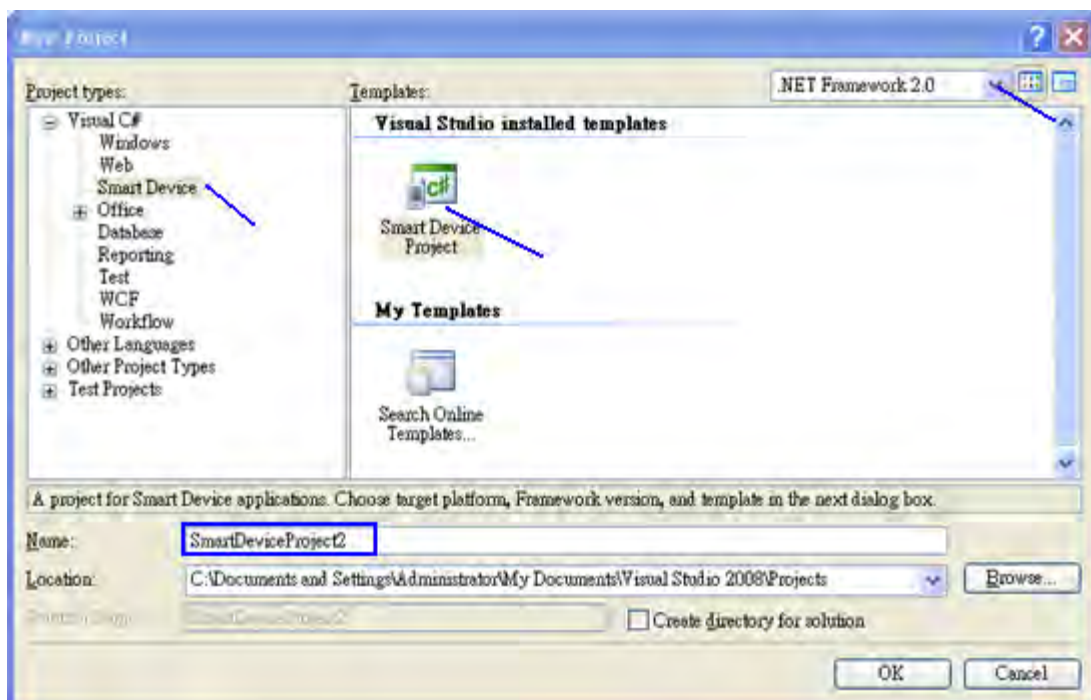 New Project
Project types:
Templates:
.NET Framework 2.0
Visual C#
Windows
Web
Smart Device
Office
Database
Reporting
Test
WCF
Workflow
Other Languages
Other Project Types
Test Projects
Visual Studio installed templates
Smart Device
Project
My Templates
Search Online
Templates...
A project for Smart Device applications. Choose target platform, Framework version, and template in the next dialog box.
Name:
SmartDeviceProject2
Location:
C:\Documents and Settings\Administrator\My Documents\Visual Studio 2008\Projects
Browse...
SmartDeviceProject2
Create directory for solution
OK
Cancel